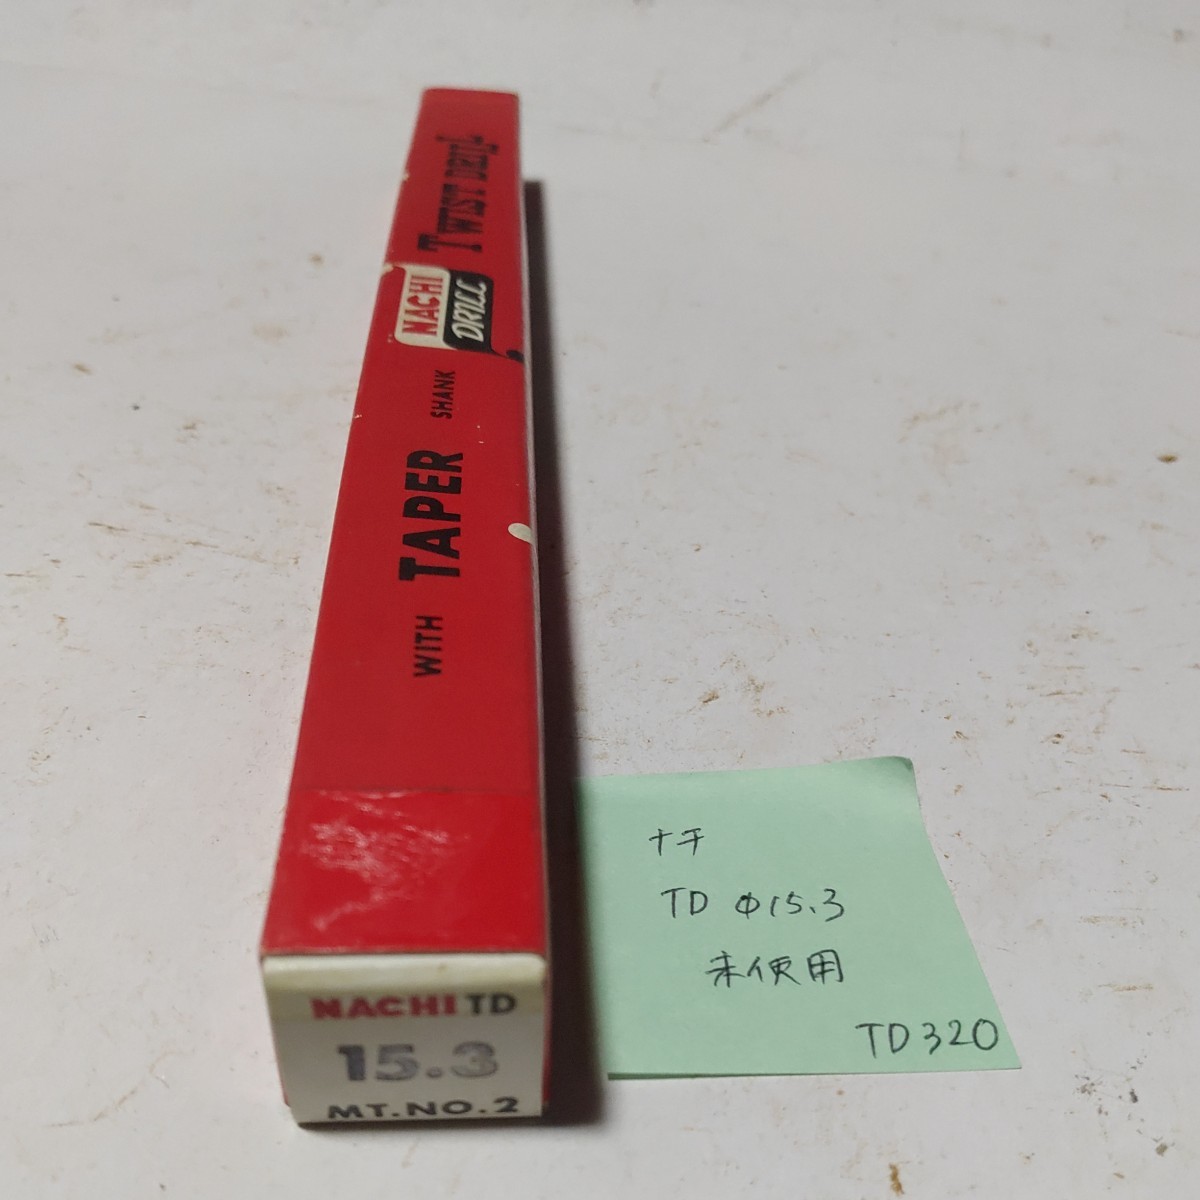 TWIST DRILL
NACHI
DRILL
WITH TAPER SHANK
NACHI TD
15.3
MT.NO.2
ナチ
TD φ15.3
未使用
TD320